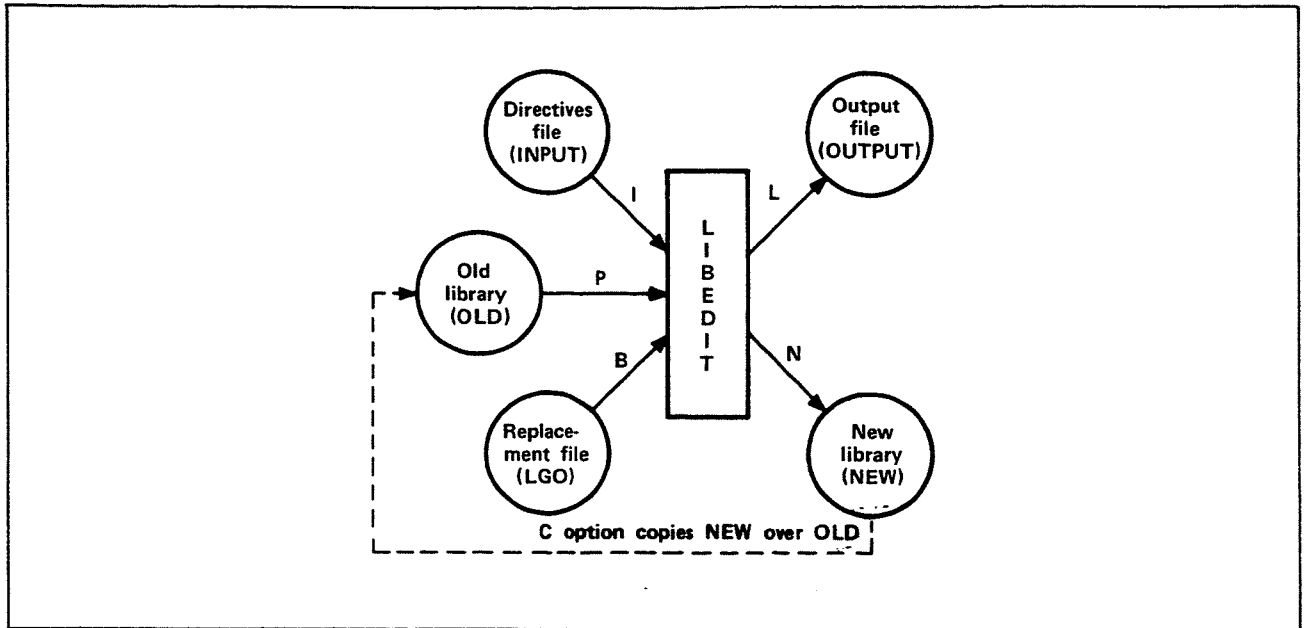 Directives
file
(INPUT)
Output
file
(OUTPUT)
I
L
LIBEDIT
Old
library
(OLD)
P
B
N
Replace-
ment file
(LGO)
New
library
(NEW)
C option copies NEW over OLD